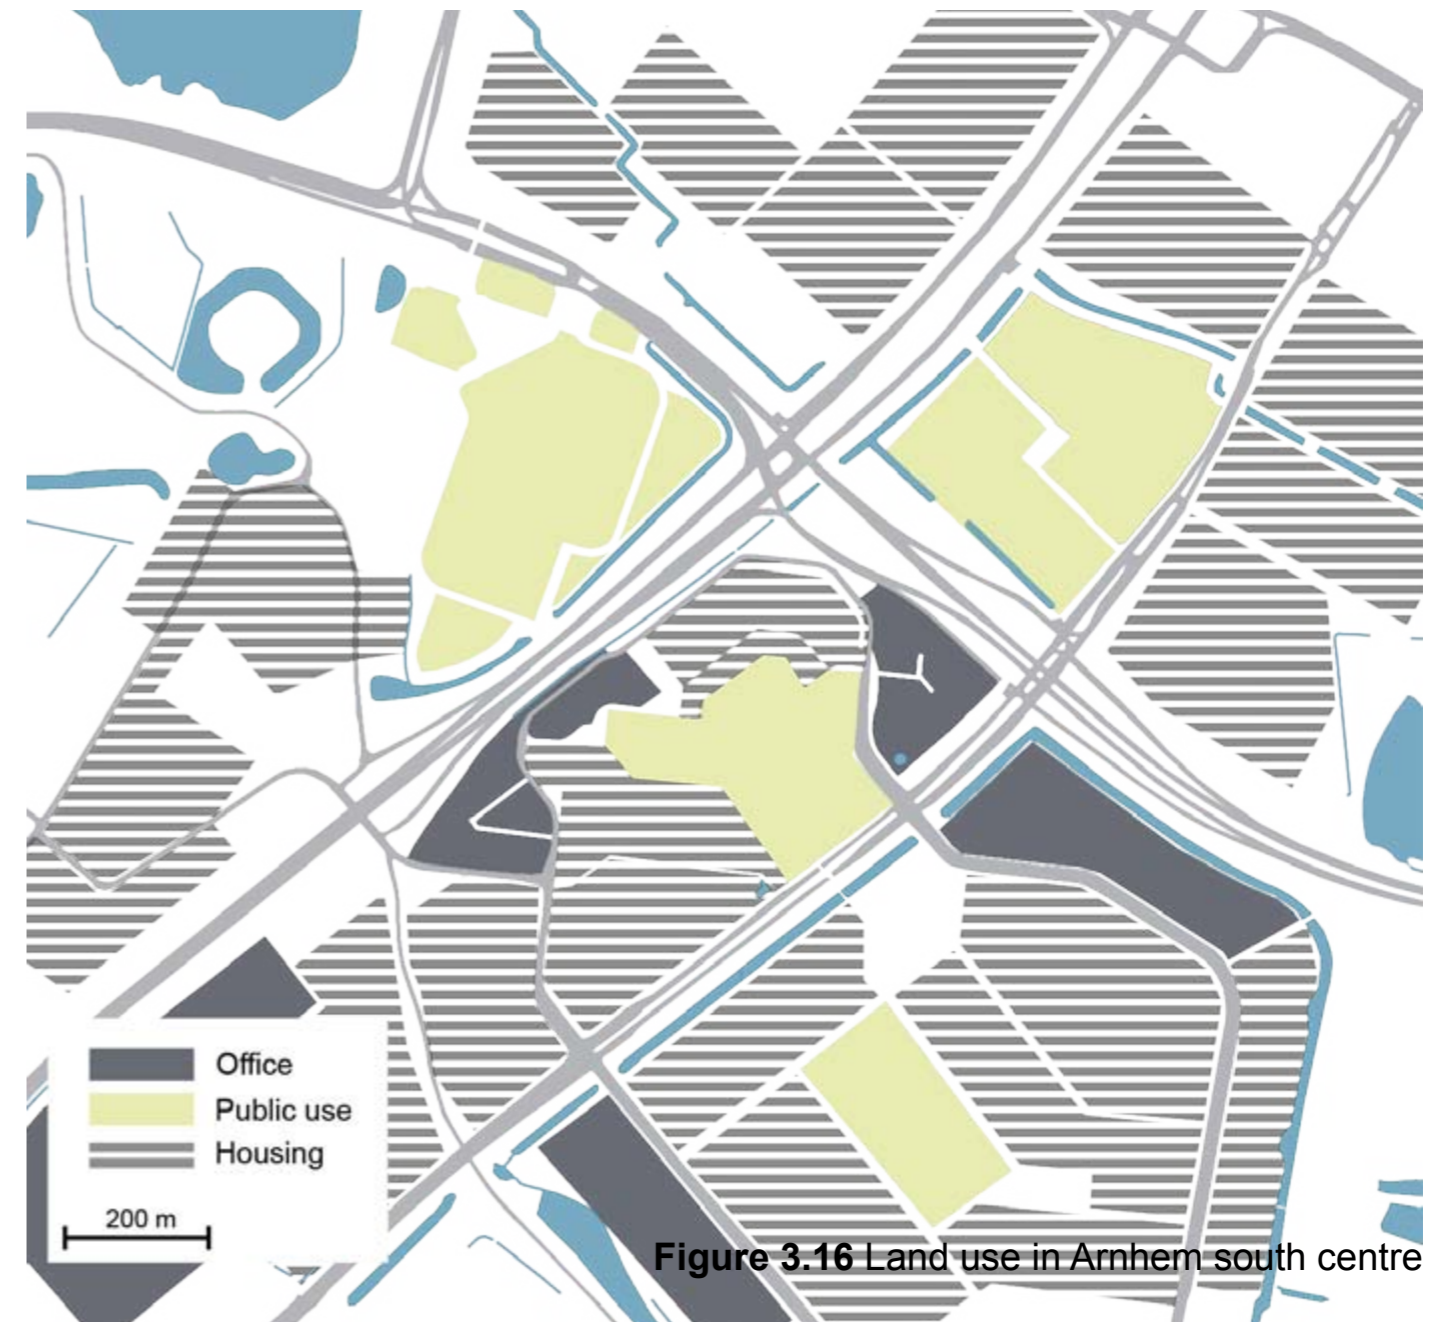 Office
Public use
Housing
200 m
Figure 3.16 Land use in Arnhem south centre